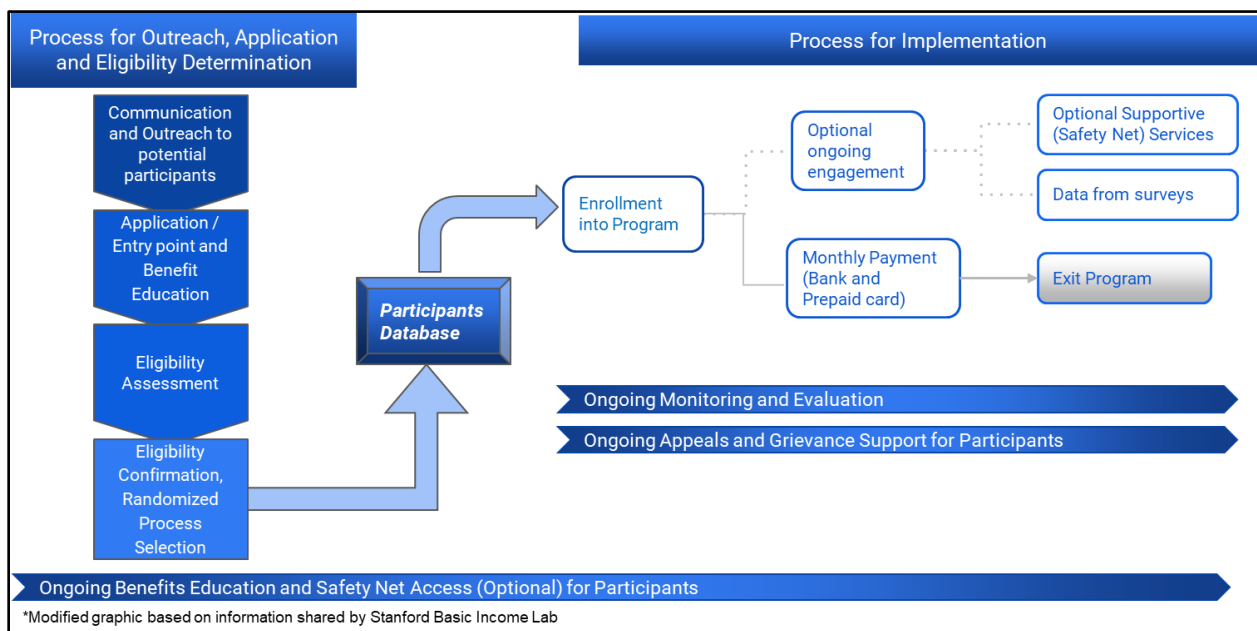 Process for Outreach, Application
and Eligibility Determination
Communication
and Outreach to
potential
participants
Application /
Entry point and
Benefit
Education
Eligibility
Assessment
Eligibility
Confirmation,
Randomized
Process
Selection
Participants
Database
Process for Implementation
Enrollment
into Program
Optional
ongoing
engagement
Optional Supportive
(Safety Net) Services
Data from surveys
Monthly Payment
(Bank and
Prepaid card)
Exit Program
Ongoing Monitoring and Evaluation
Ongoing Appeals and Grievance Support for Participants
Ongoing Benefits Education and Safety Net Access (Optional) for Participants
*Modified graphic based on information shared by Stanford Basic Income Lab